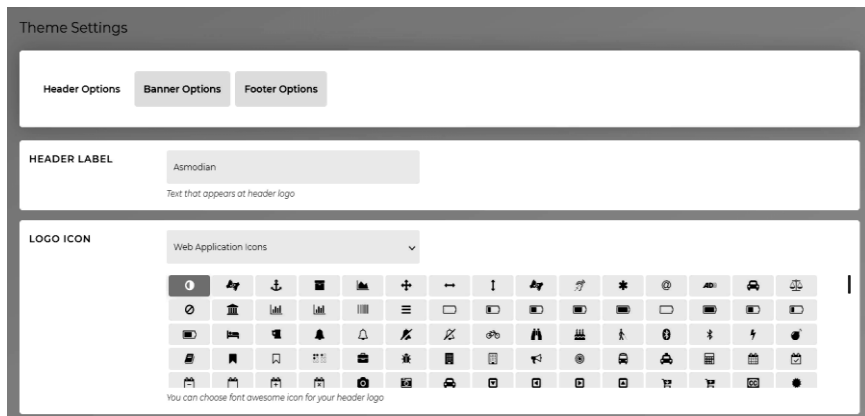 Theme Settings
Header Options
Banner Options
Footer Options
HEADER LABEL
Asmodian
Text that appears at header logo
LOGO ICON
Web Application Icons
You can choose font awesome icon for your header logo